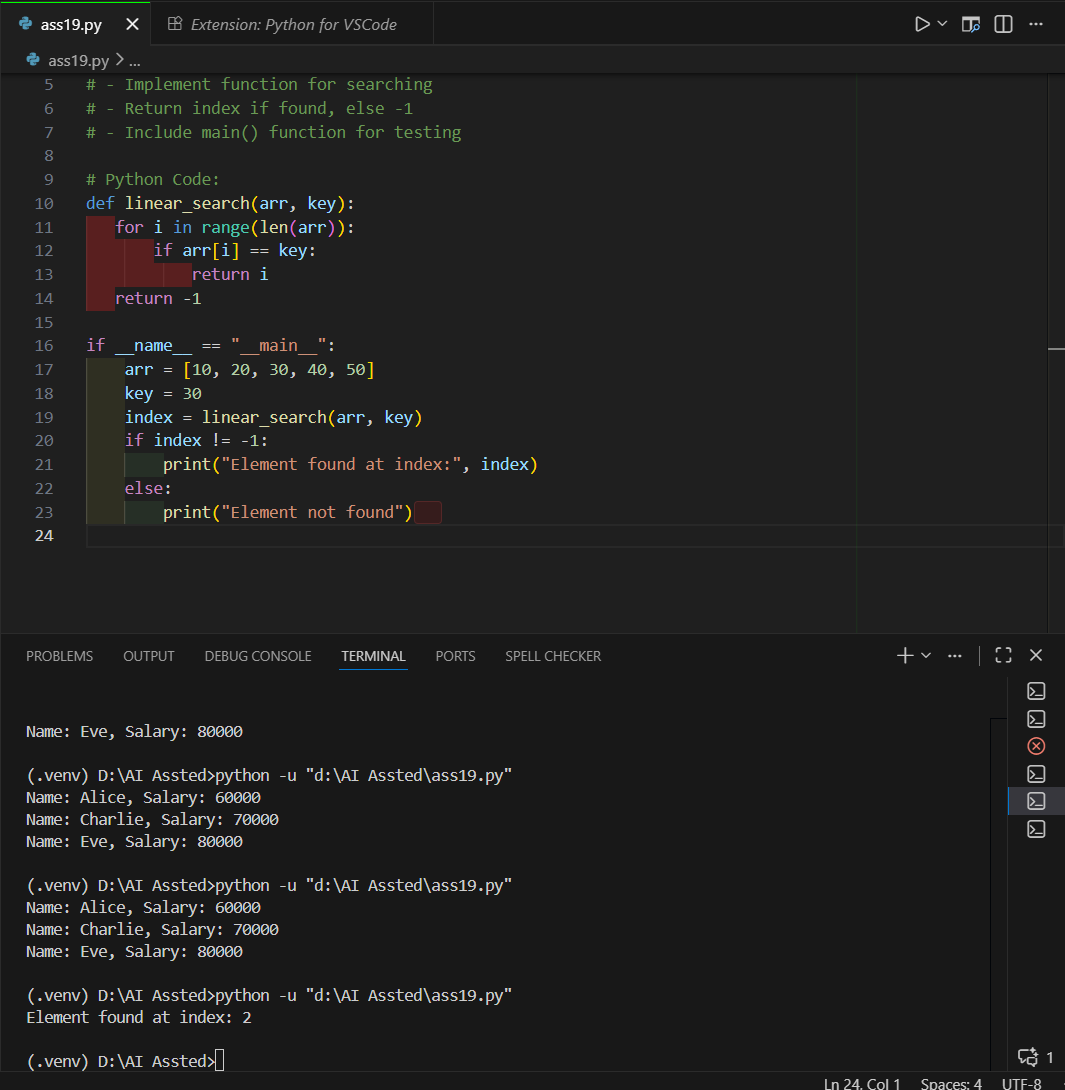 ass19.py
Extension: Python for VSCode
ass19.py > ...
5 # - Implement function for searching
6 # - Return index if found, else -1
7 # - Include main() function for testing
8
9 # Python Code:
10 def linear_search(arr, key):
11    for i in range(len(arr)):
12        if arr[i] == key:
13            return i
14    return -1
15
16 if __name__ == "__main__":
17     arr = [10, 20, 30, 40, 50]
18     key = 30
19     index = linear_search(arr, key)
20     if index != -1:
21         print("Element found at index:", index)
22     else:
23         print("Element not found")
24
PROBLEMS OUTPUT DEBUG CONSOLE TERMINAL PORTS SPELL CHECKER
Name: Eve, Salary: 80000
(.venv) D:\AI Assted>python -u "d:\AI Assted\ass19.py"
Name: Alice, Salary: 60000
Name: Charlie, Salary: 70000
Name: Eve, Salary: 80000
(.venv) D:\AI Assted>python -u "d:\AI Assted\ass19.py"
Name: Alice, Salary: 60000
Name: Charlie, Salary: 70000
Name: Eve, Salary: 80000
(.venv) D:\AI Assted>python -u "d:\AI Assted\ass19.py"
Element found at index: 2
(.venv) D:\AI Assted>
1
Ln 24, Col 1 Spaces: 4 UTF-8